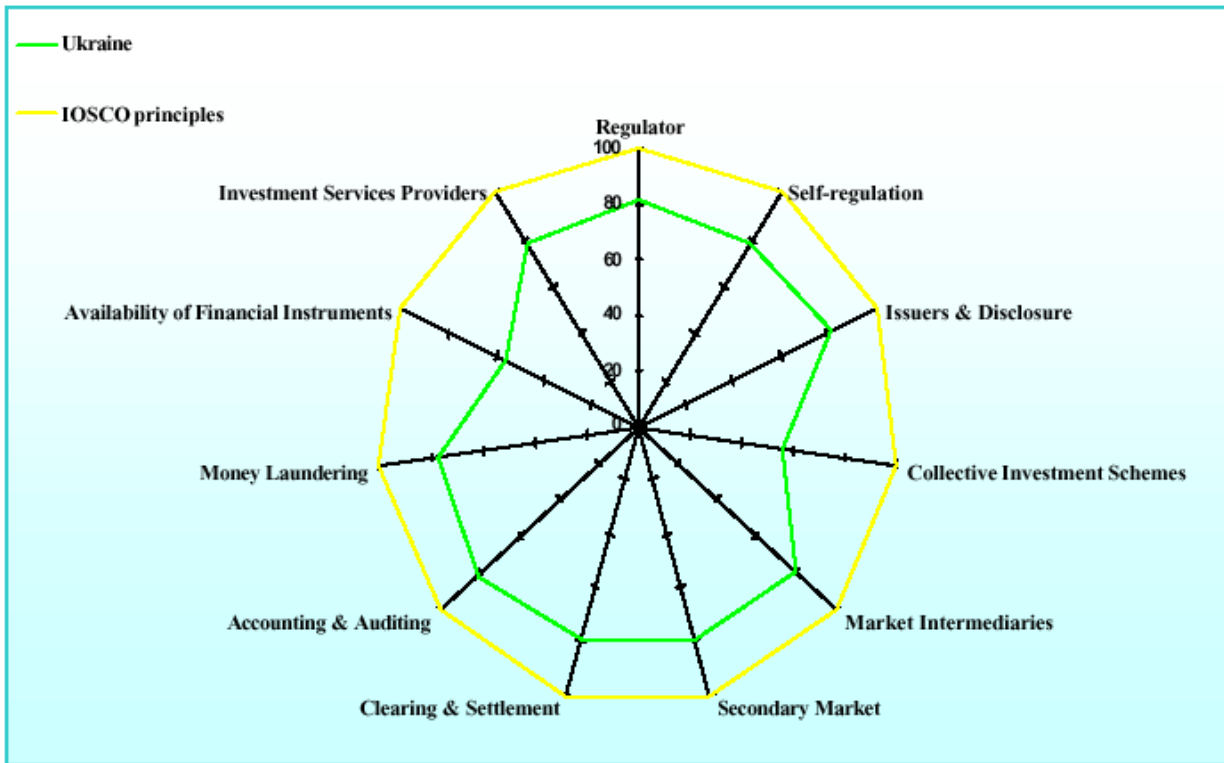 Ukraine
IOSCO principles
Regulator
100
Investment Services Providers
Self-regulation
80
60
Availability of Financial Instruments
40
Issuers & Disclosure
20
0
Money Laundering
Collective Investment Schemes
Accounting & Auditing
Market Intermediaries
Clearing & Settlement
Secondary Market